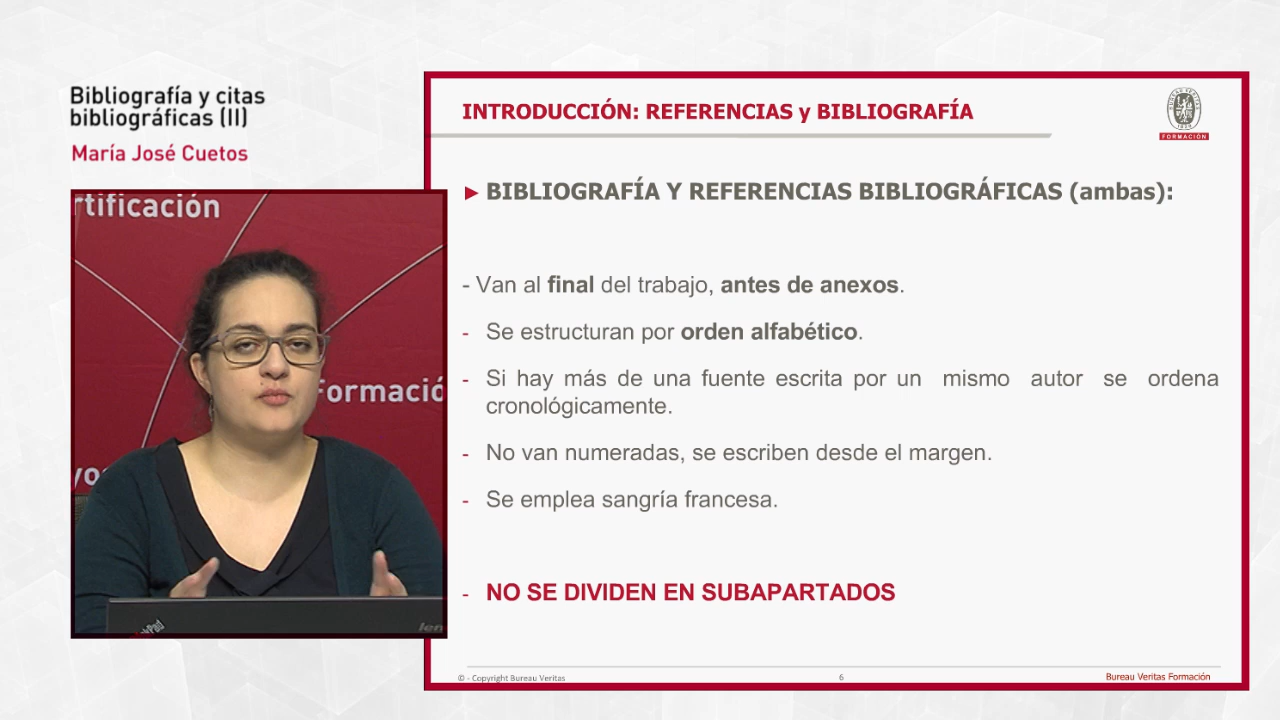 Bibliografía y citas
bibliográficas (II)
María José Cuetos
rtificación
Formació
INTRODUCCIÓN: REFERENCIAS y BIBLIOGRAFÍA
FORMACIÓN
► BIBLIOGRAFÍA Y REFERENCIAS BIBLIOGRÁFICAS (ambas):
- Van al final del trabajo, antes de anexos.
- Se estructuran por orden alfabético.
- Si hay más de una fuente escrita por un mismo autor se ordena
cronológicamente.
- No van numeradas, se escriben desde el margen.
- Se emplea sangría francesa.
- NO SE DIVIDEN EN SUBAPARTADOS
© - Copyright Bureau Veritas
6
Bureau Veritas Formación